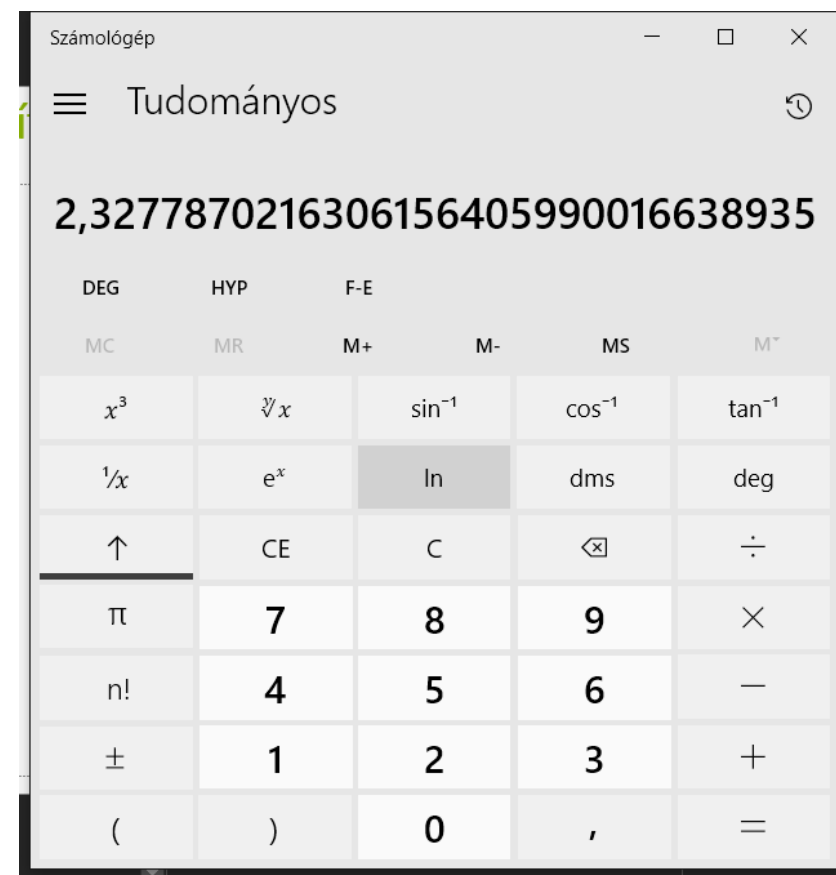 Számológép
Tudományos
2,3277870216306156405990016638935
DEG HYP F-E
MC MR M+ M- MS M˅
x³ ʸ√x sin⁻¹ cos⁻¹ tan⁻¹
¹/x eˣ ln dms deg
↑ CE C ⌫ ÷
π 7 8 9 ×
n! 4 5 6 −
± 1 2 3 +
( ) 0 , =